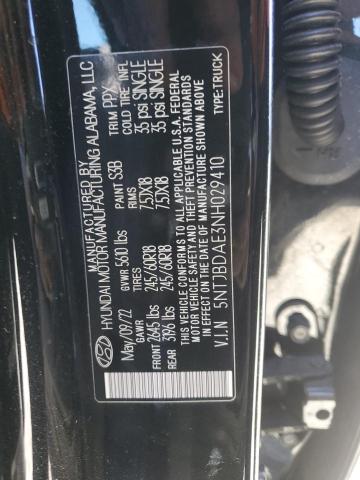 HYUNDAI MOTOR MANUFACTURING ALABAMA, LLC
May/09/22 GVWR 5601 lbs PAINT S3B TRIM PPX
GAWR TIRES RIMS COLD TIRE INFL
FRONT 2645 lbs 245/60R18 7.5JX18 35 psi SINGLE
REAR 3196 lbs 245/60R18 7.5JX18 35 psi SINGLE
THIS VEHICLE CONFORMS TO ALL APPLICABLE U.S.A. FEDERAL
MOTOR VEHICLE SAFETY AND THEFT PREVENTION STANDARDS
IN EFFECT ON THE DATE OF MANUFACTURE SHOWN ABOVE
V.I.N 5NTJBDAE3NH029410 TYPE:TRUCK